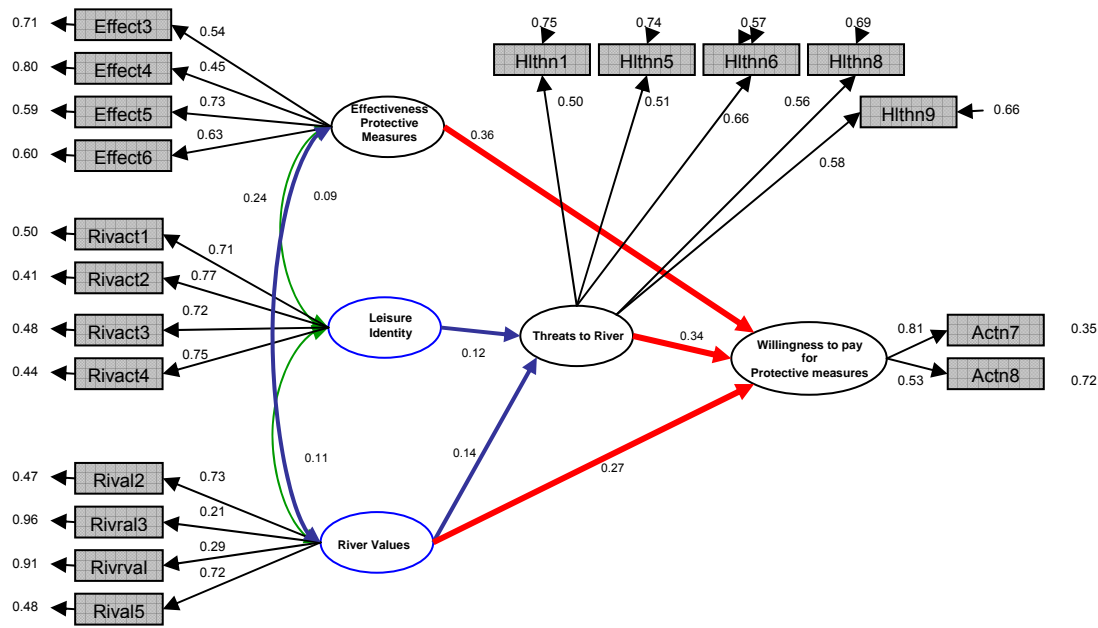 0.71
Effect3
0.54
0.80
Effect4
0.45
0.59
Effect5
0.73
0.60
Effect6
0.63
Effectiveness
Protective
Measures
0.36
0.75
0.74
0.57
0.69
Hlthn1
Hlthn5
Hlthn6
Hlthn8
0.50
0.51
0.66
0.56
Hlthn9
0.66
0.58
0.24
0.09
0.50
Rivact1
0.71
0.41
Rivact2
0.77
0.48
Rivact3
0.72
0.44
Rivact4
0.75
Leisure
Identity
0.12
Threats to River
0.34
Willingness to pay
for
Protective measures
0.81
Actn7
0.35
0.53
Actn8
0.72
0.11
0.14
0.27
0.47
Rival2
0.73
0.96
Rivral3
0.21
0.91
Rivrval
0.29
0.48
Rival5
0.72
River Values